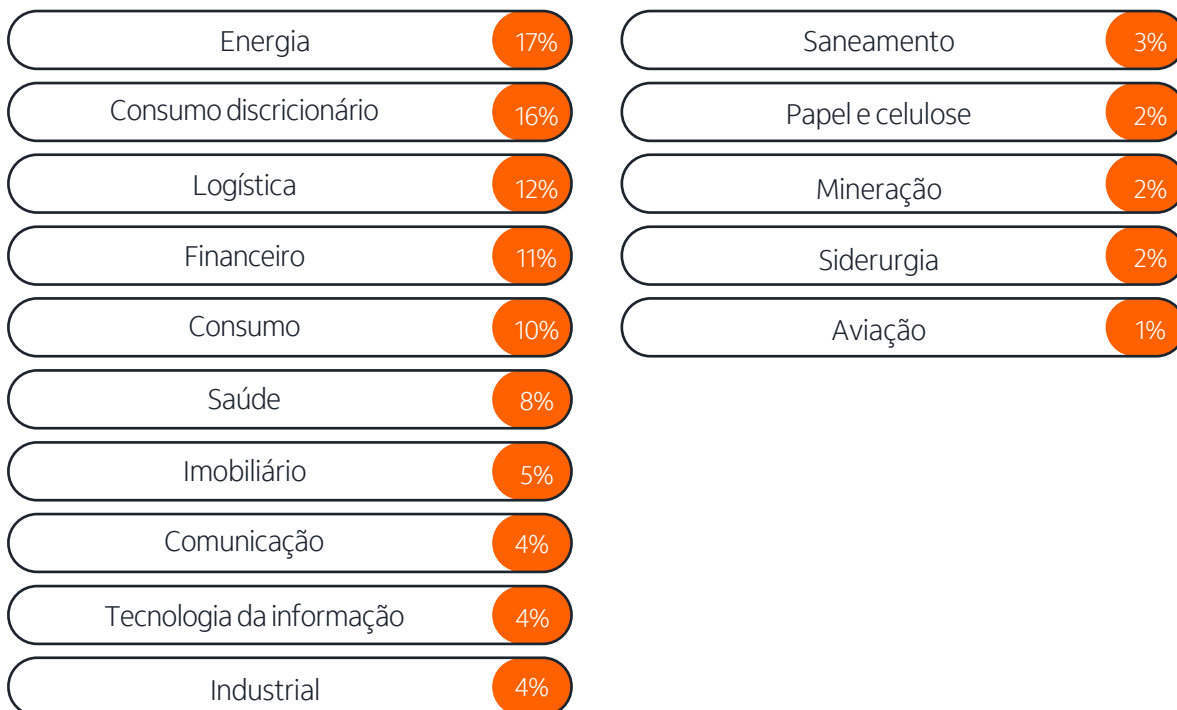 Energia 17%
Consumo discricionário 16%
Logística 12%
Financeiro 11%
Consumo 10%
Saúde 8%
Imobiliário 5%
Comunicação 4%
Tecnologia da informação 4%
Industrial 4%
Saneamento 3%
Papel e celulose 2%
Mineração 2%
Siderurgia 2%
Aviação 1%